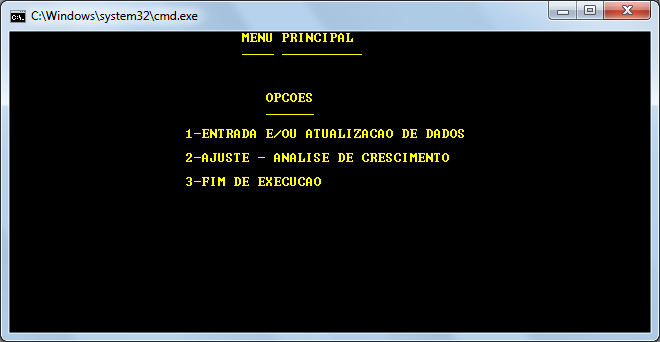 C:\Windows\system32\cmd.exe
MENU PRINCIPAL
OPCOES
1-ENTRADA E/OU ATUALIZACAO DE DADOS
2-AJUSTE - ANALISE DE CRESCIMENTO
3-FIM DE EXECUCAO